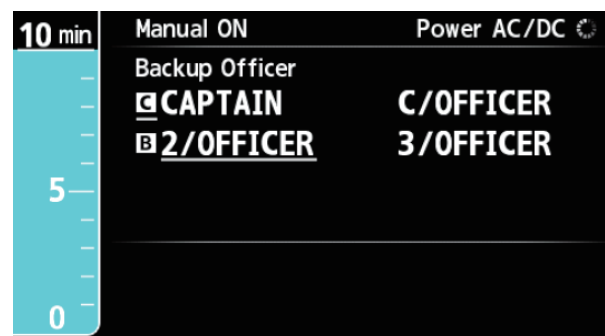 10 min Manual ON Power AC/DC
Backup Officer
C CAPTAIN C/OFFICER
B 2/OFFICER 3/OFFICER
5
0